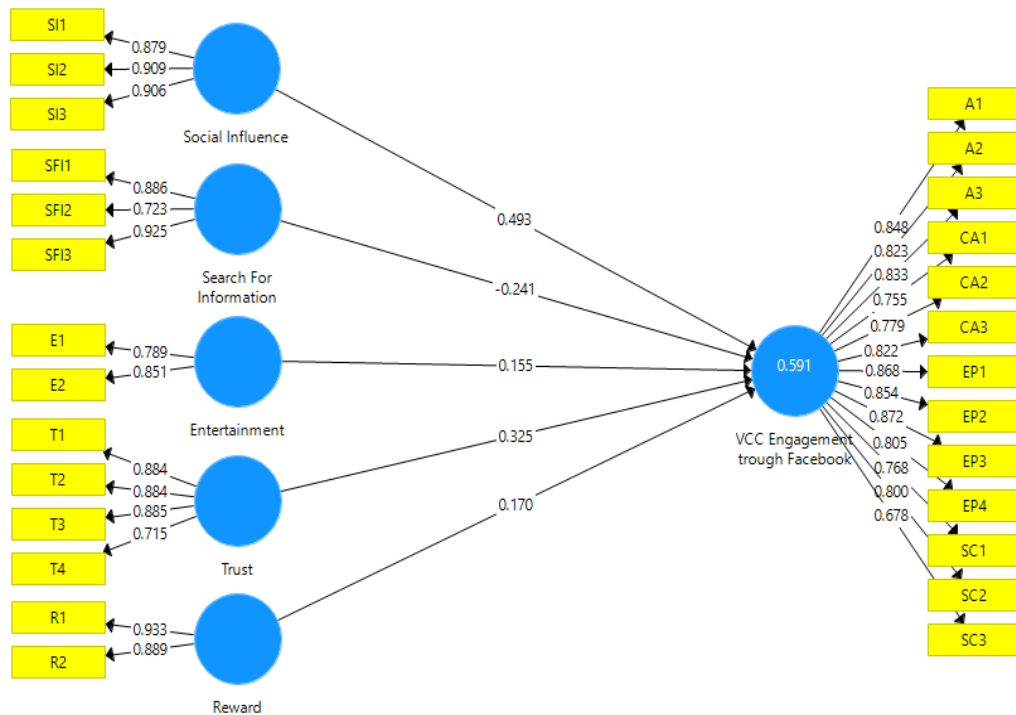 SI1
0.879
SI2
0.909
0.906
SI3
Social Influence
SFI1
0.886
SFI2
0.723
0.925
SFI3
Search For
Information
E1
0.789
E2
0.851
Entertainment
T1
0.884
T2
0.884
T3
0.885
0.715
T4
Trust
R1
0.933
R2
0.889
Reward
0.493
-0.241
0.155
0.325
0.170
0.591
VCC Engagement
trough Facebook
0.848
0.823
0.833
0.755
0.779
0.822
0.868
0.854
0.872
0.805
0.768
0.800
0.678
A1
A2
A3
CA1
CA2
CA3
EP1
EP2
EP3
EP4
SC1
SC2
SC3